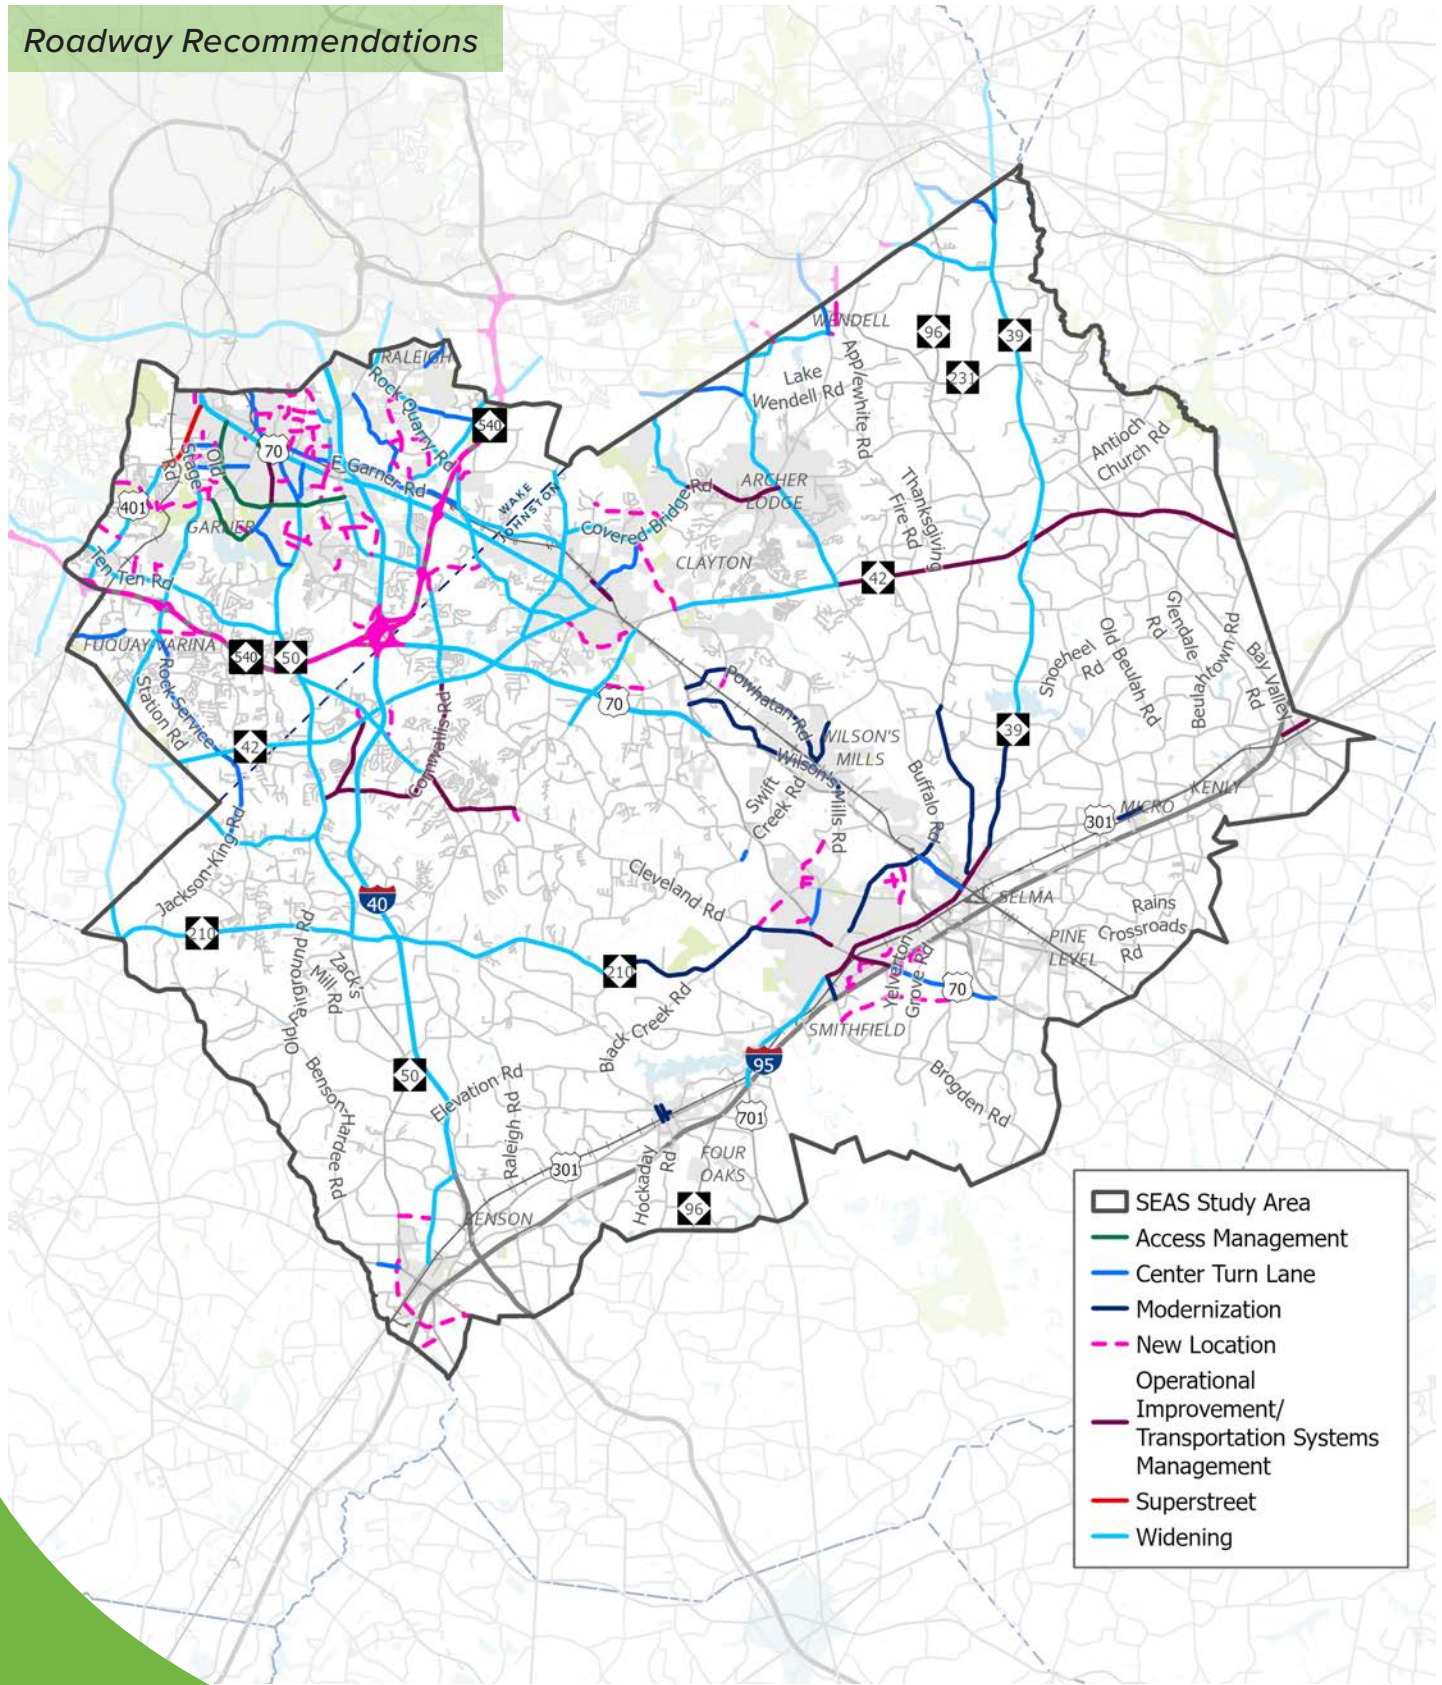 Roadway Recommendations
WENDELL
96
39
231
RALEIGH
Lake
Wendell Rd
Applewhite Rd
Rock Quarry Rd
540
70
Antioch
Church Rd
E Garner Rd
Old
Stage
Rd
401
WAKE
JOHNSTON
ARCHER
LODGE
Covered Bridge Rd
Thanksgiving
Fire Rd
GARNER
CLAYTON
Ten Ten Rd
42
Glendale
Rd
Old Beulah Rd
Beulahtown Rd
Bay Valley
Rd
Shoeheel
Rd
FUQUAY-VARINA
540
50
Rock Service
Station Rd
Powhatan Rd
70
Cornwallis Rd
42
39
WILSON'S
MILLS
Wilson's Mills Rd
Swift
Creek Rd
Buffalo Rd
KENLY
MICRO
301
Jackson-King Rd
Cleveland Rd
40
SELMA
Rains
Crossroads
Rd
PINE
LEVEL
210
210
Old Fairground Rd
Zack's
Mill Rd
Yelverton
Grove Rd
70
Black Creek Rd
SMITHFIELD
95
50
Elevation Rd
Brogden Rd
Benson-Hardee Rd
Raleigh Rd
701
301
Hockaday
Rd
FOUR
OAKS
96
BENSON
SEAS Study Area
Access Management
Center Turn Lane
Modernization
New Location
Operational
Improvement/
Transportation Systems
Management
Superstreet
Widening